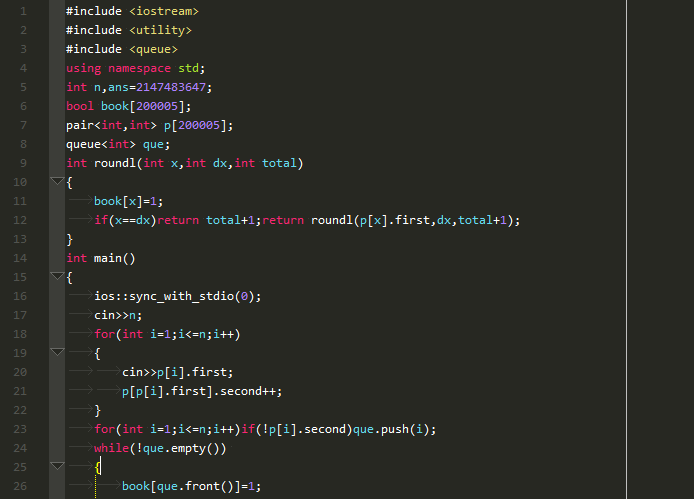 1 #include <iostream>
2 #include <utility>
3 #include <queue>
4 using namespace std;
5 int n,ans=2147483647;
6 bool book[200005];
7 pair<int,int> p[200005];
8 queue<int> que;
9 int roundl(int x,int dx,int total)
10 {
11 book[x]=1;
12 if(x==dx)return total+1;return roundl(p[x].first,dx,total+1);
13 }
14 int main()
15 {
16 ios::sync_with_stdio(0);
17 cin>>n;
18 for(int i=1;i<=n;i++)
19 {
20 cin>>p[i].first;
21 p[p[i].first].second++;
22 }
23 for(int i=1;i<=n;i++)if(!p[i].second)que.push(i);
24 while(!que.empty())
25 {
26 book[que.front()]=1;